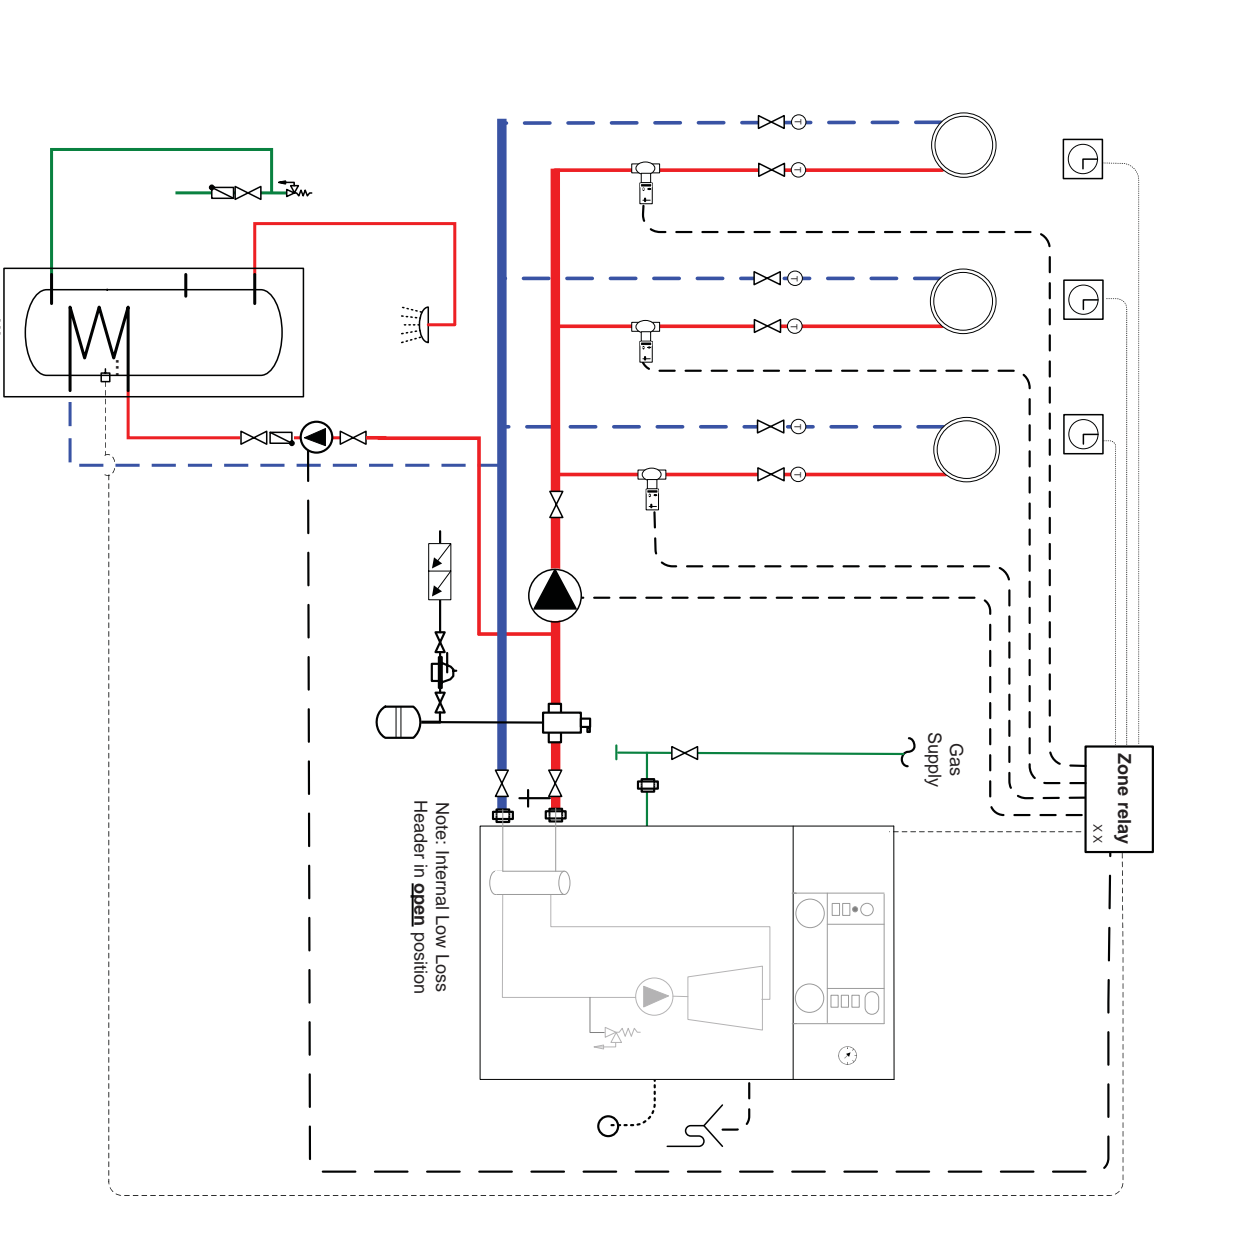 Gas
Supply
Zone relay
X X
Note: Internal Low Loss
Header in open position
T
T
T
T
T
T